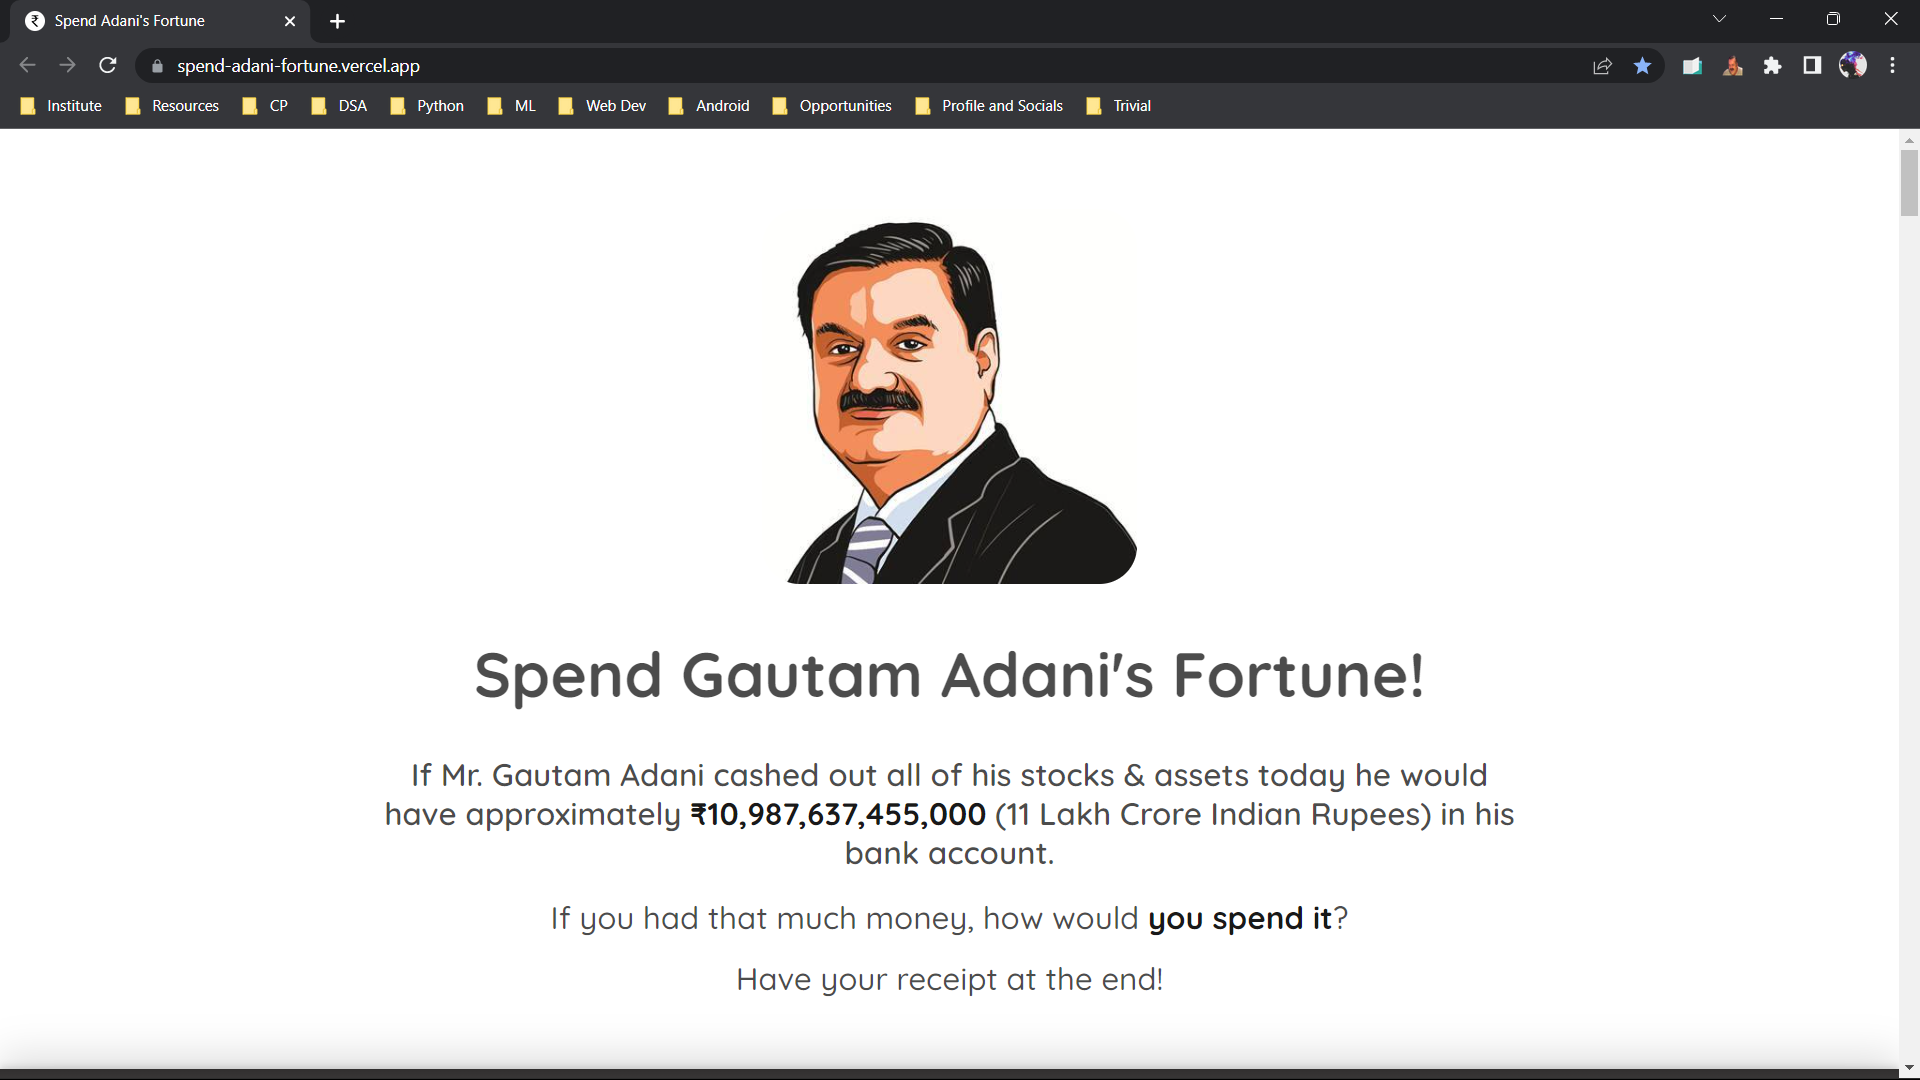 Spend Adani's Fortune
spend-adani-fortune.vercel.app
Institute Resources CP DSA Python ML Web Dev Android Opportunities Profile and Socials Trivial
Spend Gautam Adani's Fortune!
If Mr. Gautam Adani cashed out all of his stocks & assets today he would
have approximately ₹10,987,637,455,000 (11 Lakh Crore Indian Rupees) in his
bank account.
If you had that much money, how would you spend it?
Have your receipt at the end!